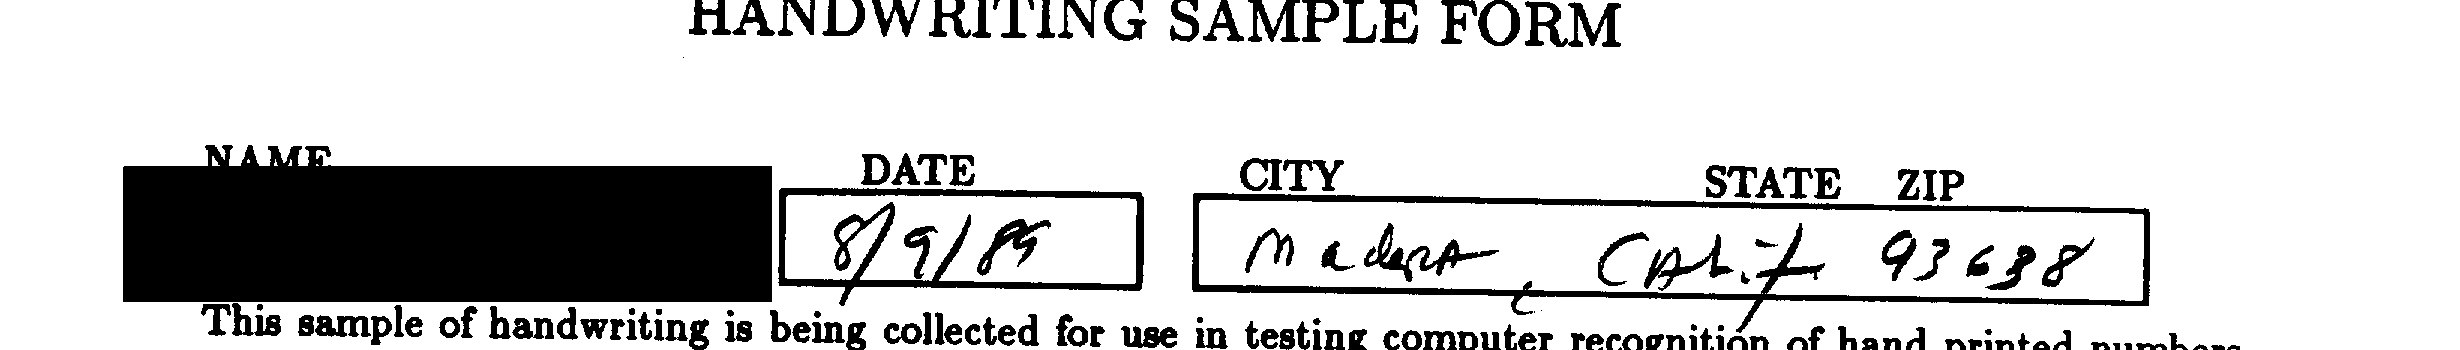 HANDWRITING SAMPLE FORM
NAME DATE CITY STATE ZIP
8/9/89 Madera, Calif 93638
This sample of handwriting is being collected for use in testing computer recognition of hand printed numbers